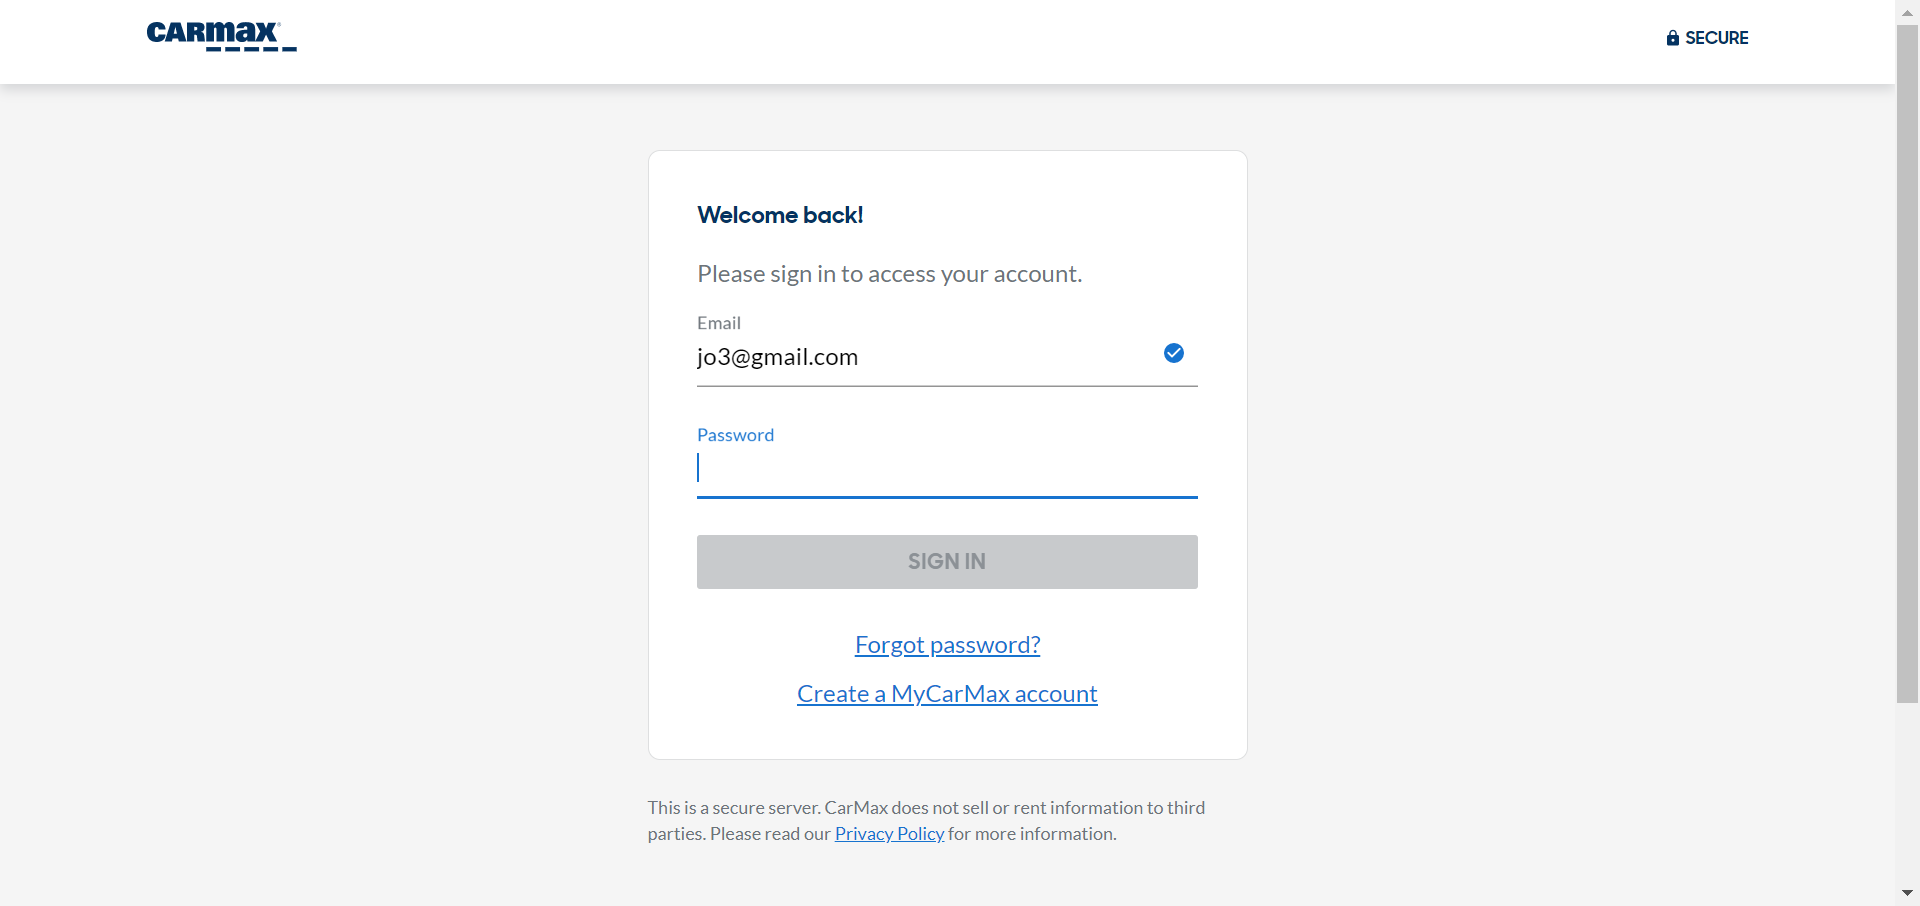 CARMAX
SECURE
Welcome back!
Please sign in to access your account.
Email
jo3@gmail.com
Password
SIGN IN
Forgot password?
Create a MyCarMax account
This is a secure server. CarMax does not sell or rent information to third
parties. Please read our Privacy Policy for more information.